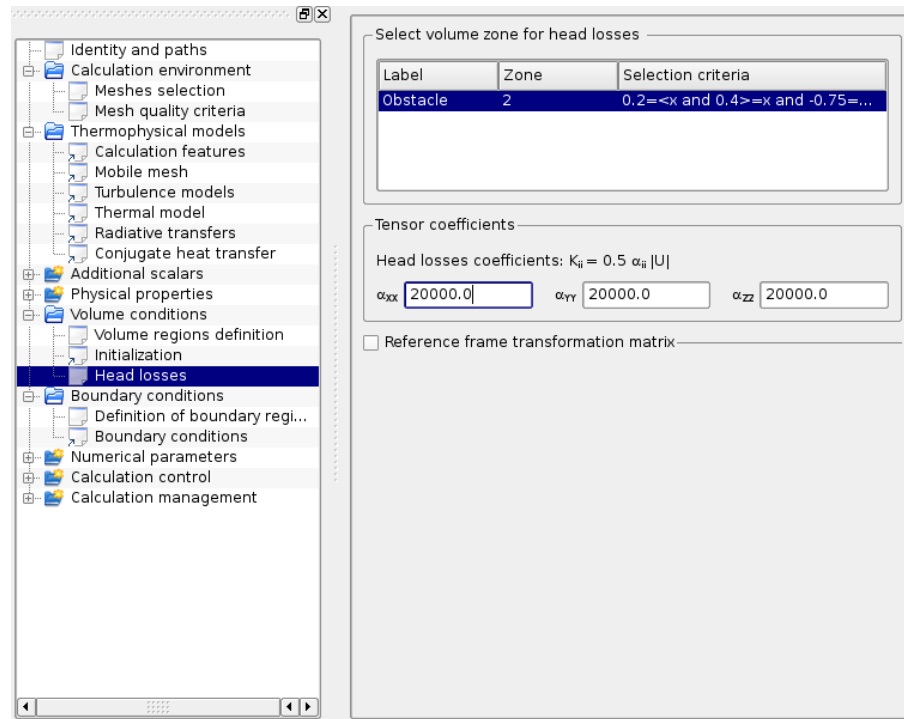 Identity and paths
Calculation environment
Meshes selection
Mesh quality criteria
Thermophysical models
Calculation features
Mobile mesh
Turbulence models
Thermal model
Radiative transfers
Conjugate heat transfer
Additional scalars
Physical properties
Volume conditions
Volume regions definition
Initialization
Head losses
Boundary conditions
Definition of boundary regi...
Boundary conditions
Numerical parameters
Calculation control
Calculation management
Select volume zone for head losses
Label Zone Selection criteria
Obstacle 2 0.2=<x and 0.4>=x and -0.75=...
Tensor coefficients
Head losses coefficients: Kᵢᵢ = 0.5 αᵢᵢ |U|
αXX 20000.0 αYY 20000.0 αZZ 20000.0
Reference frame transformation matrix